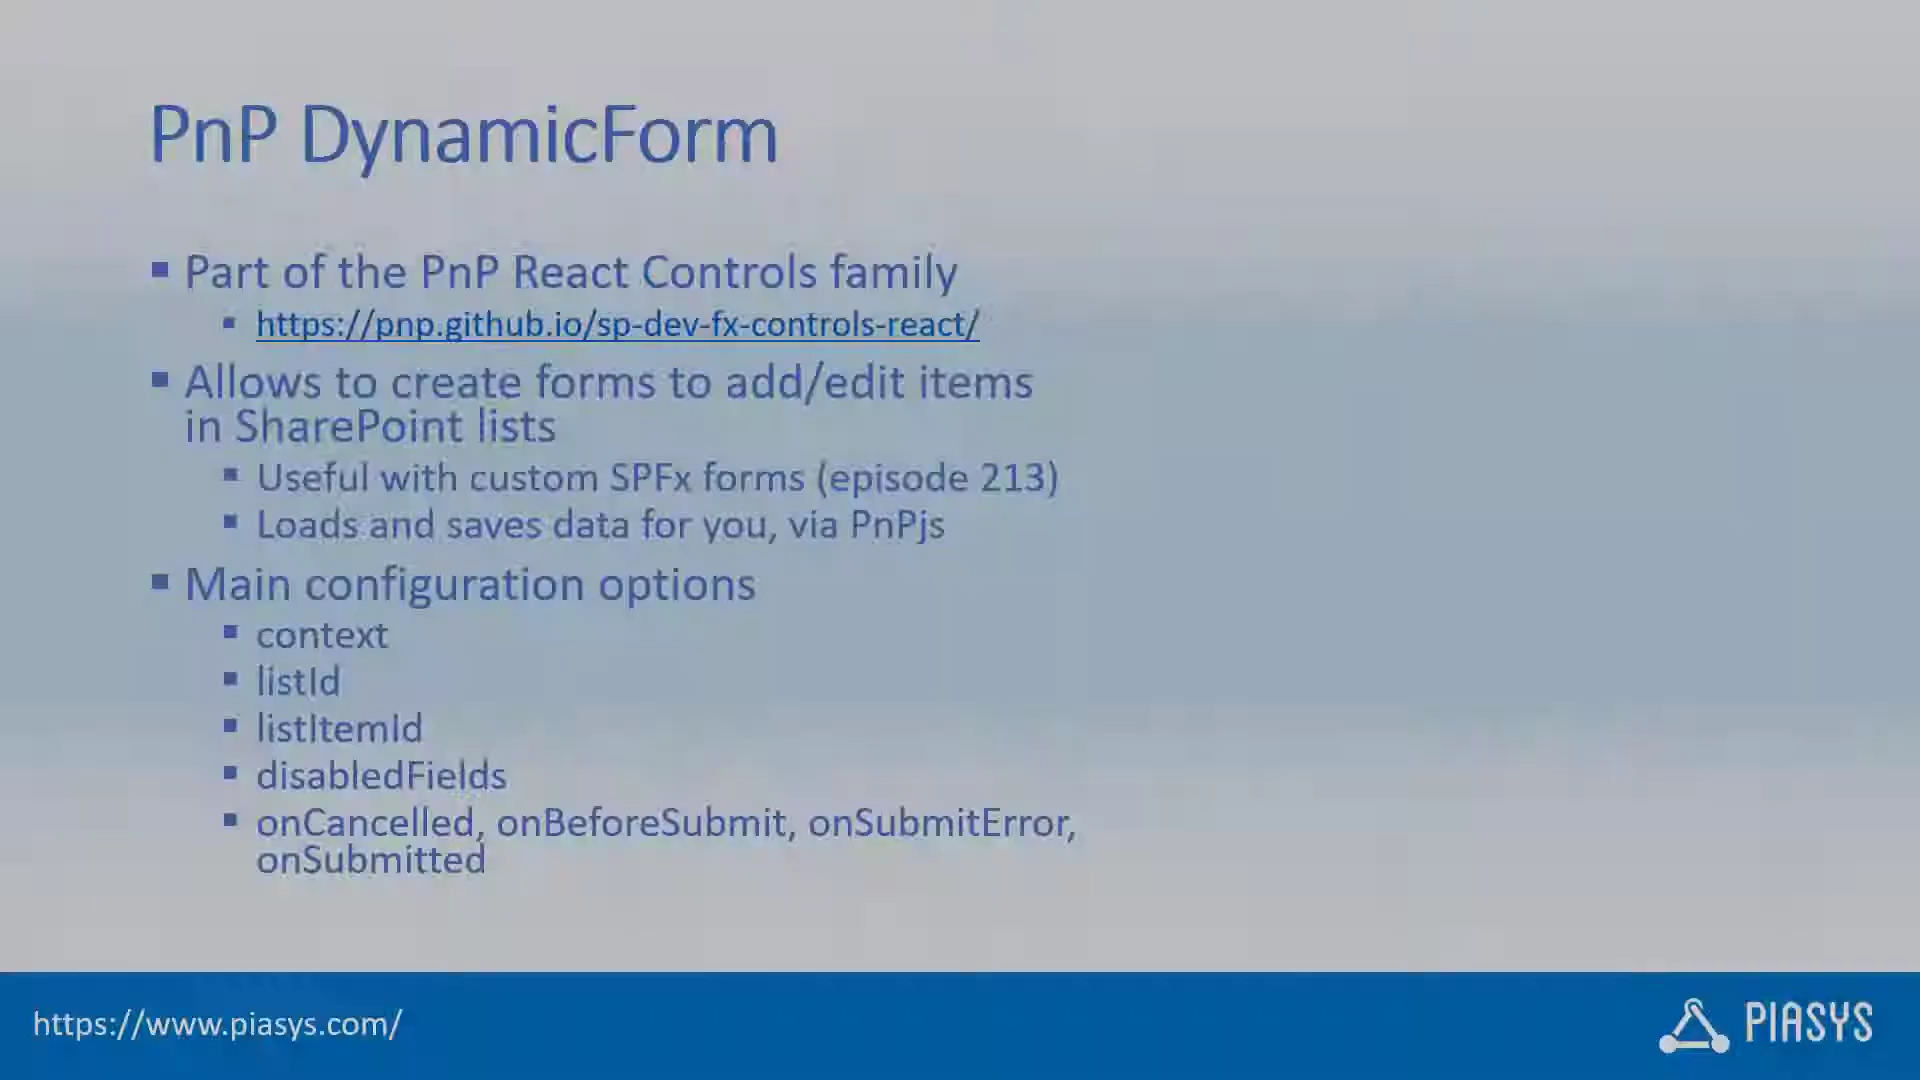 PnP DynamicForm
▪ Part of the PnP React Controls family
▪ https://pnp.github.io/sp-dev-fx-controls-react/
▪ Allows to create forms to add/edit items
in SharePoint lists
▪ Useful with custom SPFx forms (episode 213)
▪ Loads and saves data for you, via PnPjs
▪ Main configuration options
▪ context
▪ listId
▪ listItemId
▪ disabledFields
▪ onCancelled, onBeforeSubmit, onSubmitError,
onSubmitted
https://www.piasys.com/
PIASYS